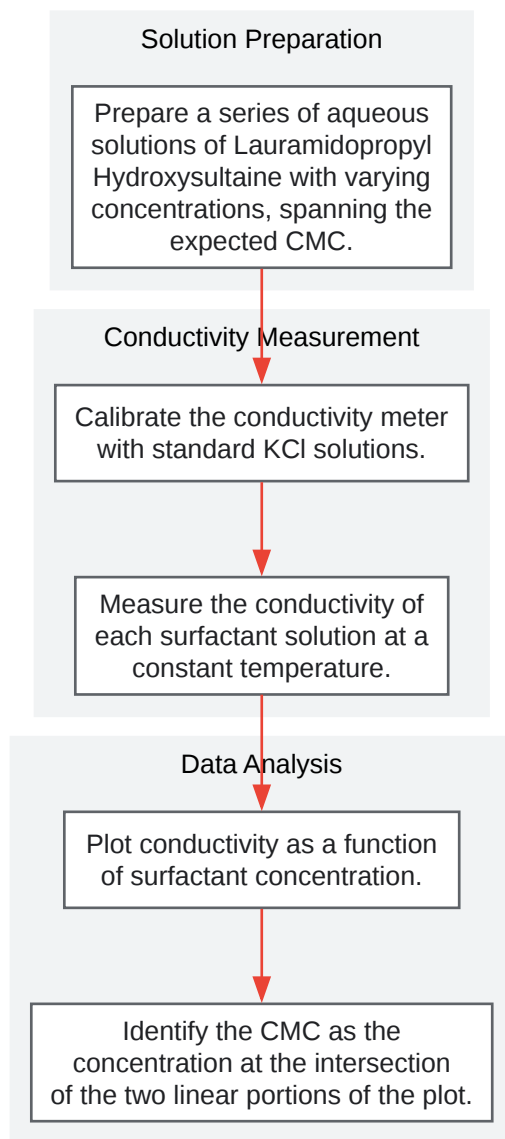 Solution Preparation
Prepare a series of aqueous
solutions of Lauramidopropyl
Hydroxysultaine with varying
concentrations, spanning the
expected CMC.
Conductivity Measurement
Calibrate the conductivity meter
with standard KCl solutions.
Measure the conductivity of
each surfactant solution at a
constant temperature.
Data Analysis
Plot conductivity as a function
of surfactant concentration.
Identify the CMC as the
concentration at the intersection
of the two linear portions of the plot.